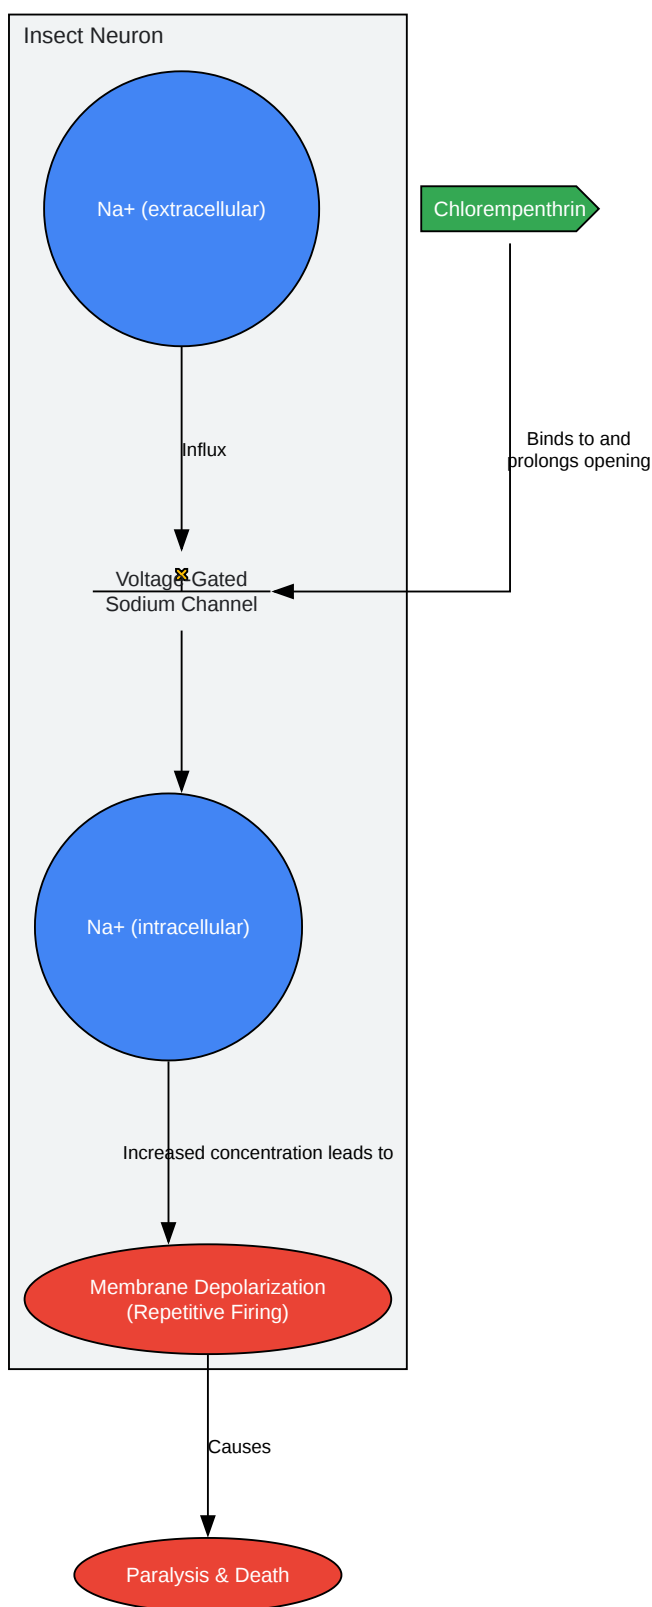 Insect Neuron
Na+ (extracellular)
Chlorempenthrin
Influx
Binds to and
prolongs opening
Voltage-Gated
Sodium Channel
Na+ (intracellular)
Increased concentration leads to
Membrane Depolarization
(Repetitive Firing)
Causes
Paralysis & Death